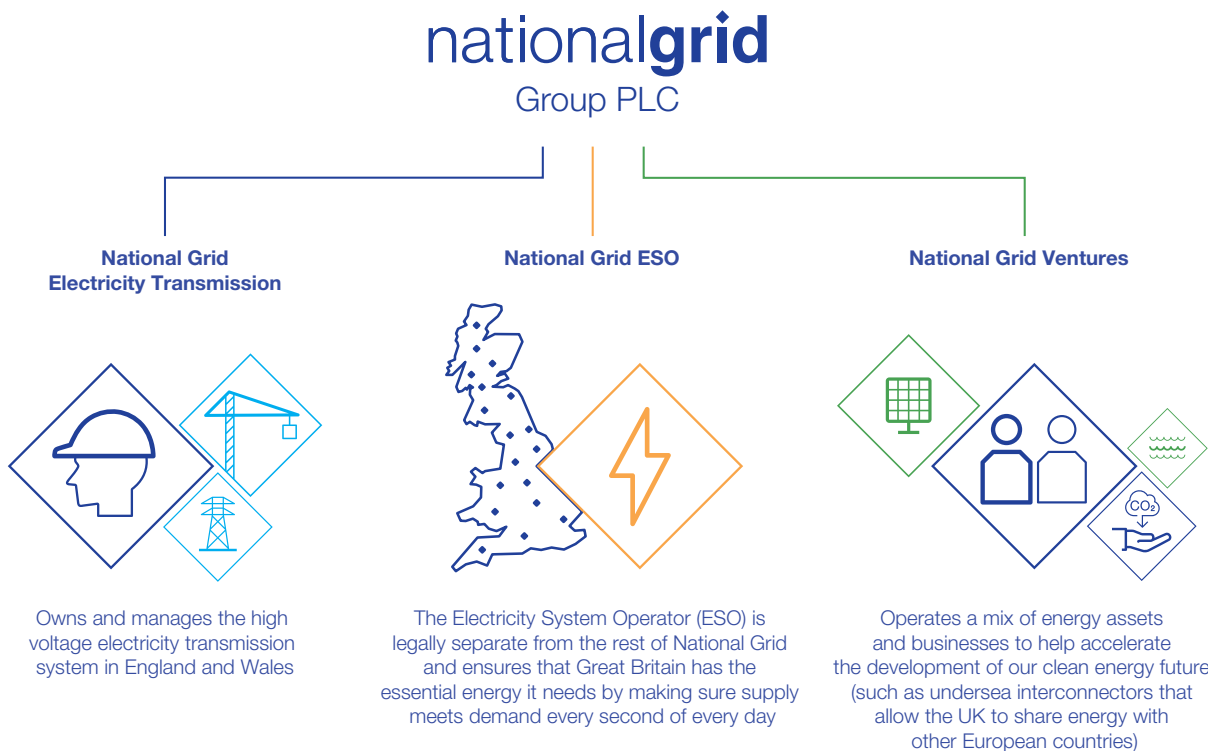 nationalgrid
Group PLC
National Grid
Electricity Transmission
Owns and manages the high
voltage electricity transmission
system in England and Wales
National Grid ESO
The Electricity System Operator (ESO) is
legally separate from the rest of National Grid
and ensures that Great Britain has the
essential energy it needs by making sure supply
meets demand every second of every day
National Grid Ventures
CO₂
Operates a mix of energy assets
and businesses to help accelerate
the development of our clean energy future
(such as undersea interconnectors that
allow the UK to share energy with
other European countries)